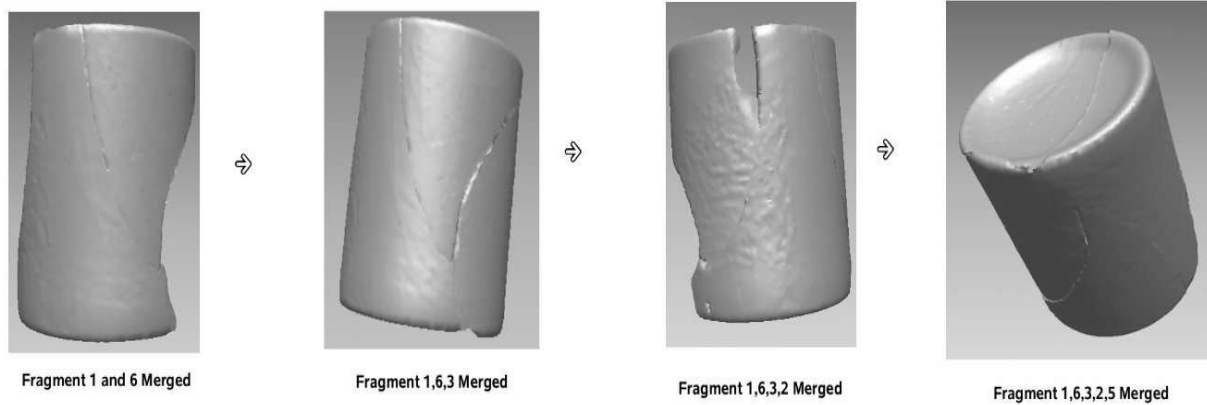 Fragment 1 and 6 Merged
Fragment 1,6,3 Merged
Fragment 1,6,3,2 Merged
Fragment 1,6,3,2,5 Merged